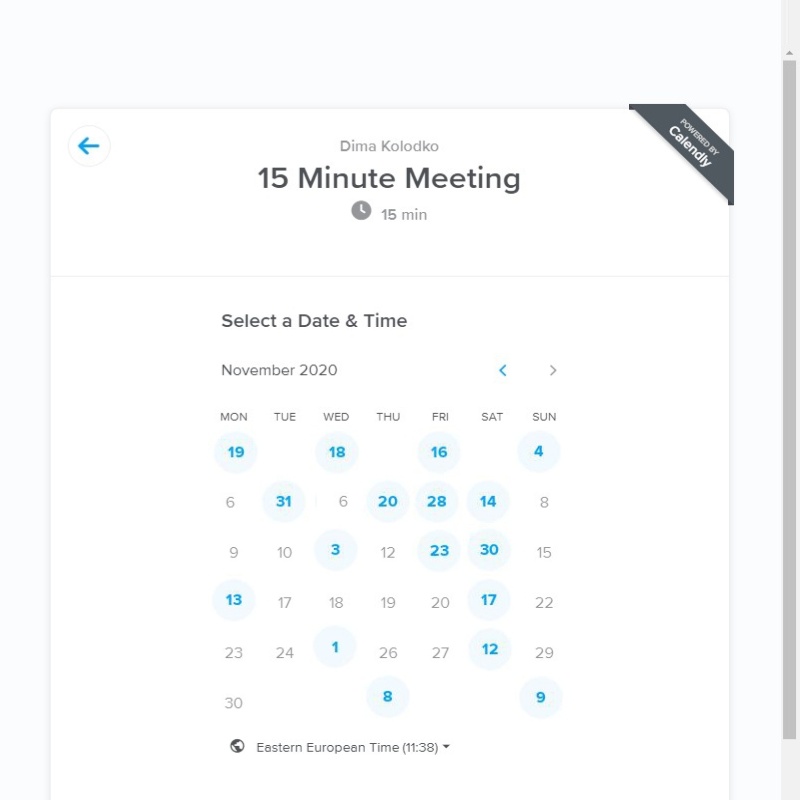 POWERED BY
Calendly
Dima Kolodko
15 Minute Meeting
15 min
Select a Date & Time
November 2020
MON TUE WED THU FRI SAT SUN
19 18 16 4
6 31 6 20 28 14 8
9 10 3 12 23 30 15
13 17 18 19 20 17 22
23 24 1 26 27 12 29
30 8 9
Eastern European Time (11:38)